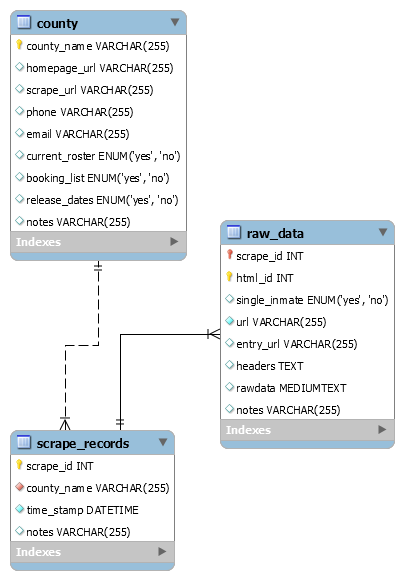 county
county_name VARCHAR(255)
homepage_url VARCHAR(255)
scrape_url VARCHAR(255)
phone VARCHAR(255)
email VARCHAR(255)
current_roster ENUM('yes', 'no')
booking_list ENUM('yes', 'no')
release_dates ENUM('yes', 'no')
notes VARCHAR(255)
Indexes
raw_data
scrape_id INT
html_id INT
single_inmate ENUM('yes', 'no')
url VARCHAR(255)
entry_url VARCHAR(255)
headers TEXT
rawdata MEDIUMTEXT
notes VARCHAR(255)
Indexes
scrape_records
scrape_id INT
county_name VARCHAR(255)
time_stamp DATETIME
notes VARCHAR(255)
Indexes